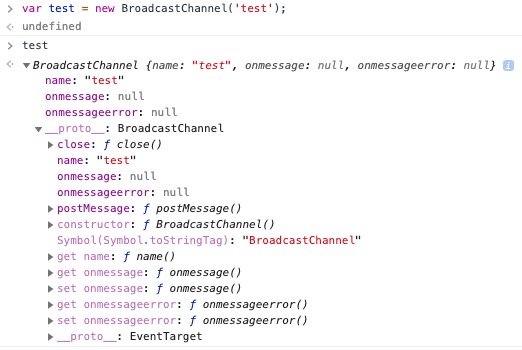 var test = new BroadcastChannel('test');
undefined
test
BroadcastChannel {name: "test", onmessage: null, onmessageerror: null} i
name: "test"
onmessage: null
onmessageerror: null
__proto__: BroadcastChannel
close: ƒ close()
name: "test"
onmessage: null
onmessageerror: null
postMessage: ƒ postMessage()
constructor: ƒ BroadcastChannel()
Symbol(Symbol.toStringTag): "BroadcastChannel"
get name: ƒ name()
get onmessage: ƒ onmessage()
set onmessage: ƒ onmessage()
get onmessageerror: ƒ onmessageerror()
set onmessageerror: ƒ onmessageerror()
__proto__: EventTarget